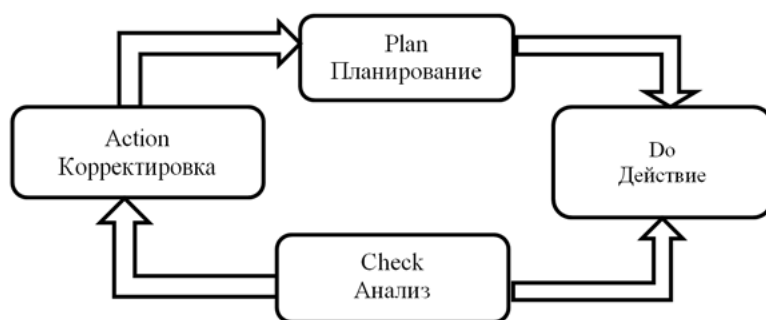 Plan
Планирование
Action
Корректировка
Do
Действие
Check
Анализ